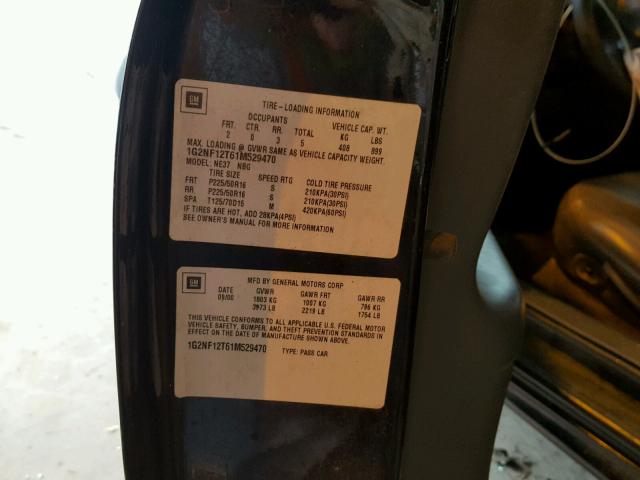 GM
TIRE-LOADING INFORMATION
OCCUPANTS VEHICLE CAP. WT.
FRT. CTR. RR. TOTAL KG LBS
2 0 3 5 408 899
MAX. LOADING @ GVWR SAME AS VEHICLE CAPACITY WEIGHT.
1G2NF12T61M529470
MODEL: NE37 NBG
TIRE SIZE SPEED RTG COLD TIRE PRESSURE
FRT P225/50R16 S 210KPA(30PSI)
RR P225/50R16 S 210KPA(30PSI)
SPA T125/70D15 M 420KPA(60PSI)
IF TIRES ARE HOT, ADD 28KPA(4PSI)
SEE OWNER'S MANUAL FOR MORE INFORMATION.
GM
MFD BY GENERAL MOTORS CORP
DATE GVWR GAWR FRT GAWR RR
09/00 1803 KG 1007 KG 796 KG
3973 LB 2219 LB 1754 LB
THIS VEHICLE CONFORMS TO ALL APPLICABLE U.S. FEDERAL MOTOR
VEHICLE SAFETY, BUMPER, AND THEFT PREVENTION STANDARDS IN
EFFECT ON THE DATE OF MANUFACTURE SHOWN ABOVE.
1G2NF12T61M529470 TYPE: PASS CAR